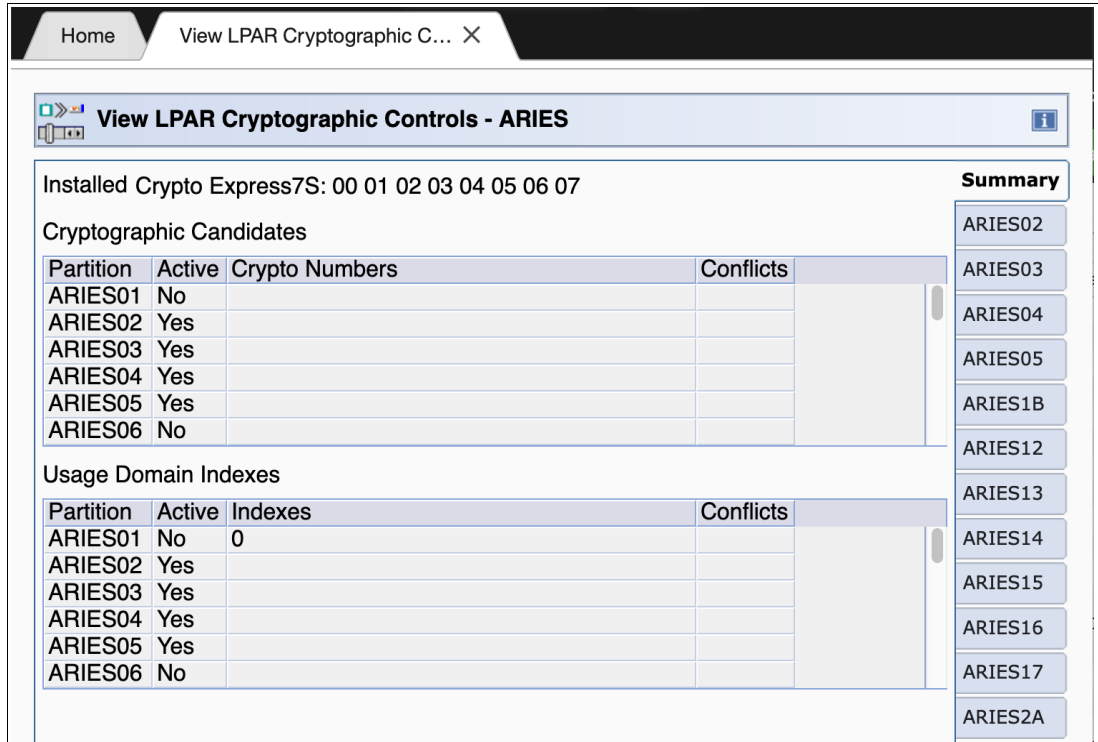 Home
View LPAR Cryptographic C... ✕
View LPAR Cryptographic Controls - ARIES
i
Installed Crypto Express7S: 00 01 02 03 04 05 06 07
Cryptographic Candidates
Partition Active Crypto Numbers Conflicts
ARIES01 No
ARIES02 Yes
ARIES03 Yes
ARIES04 Yes
ARIES05 Yes
ARIES06 No
Usage Domain Indexes
Partition Active Indexes Conflicts
ARIES01 No 0
ARIES02 Yes
ARIES03 Yes
ARIES04 Yes
ARIES05 Yes
ARIES06 No
Summary
ARIES02
ARIES03
ARIES04
ARIES05
ARIES1B
ARIES12
ARIES13
ARIES14
ARIES15
ARIES16
ARIES17
ARIES2A